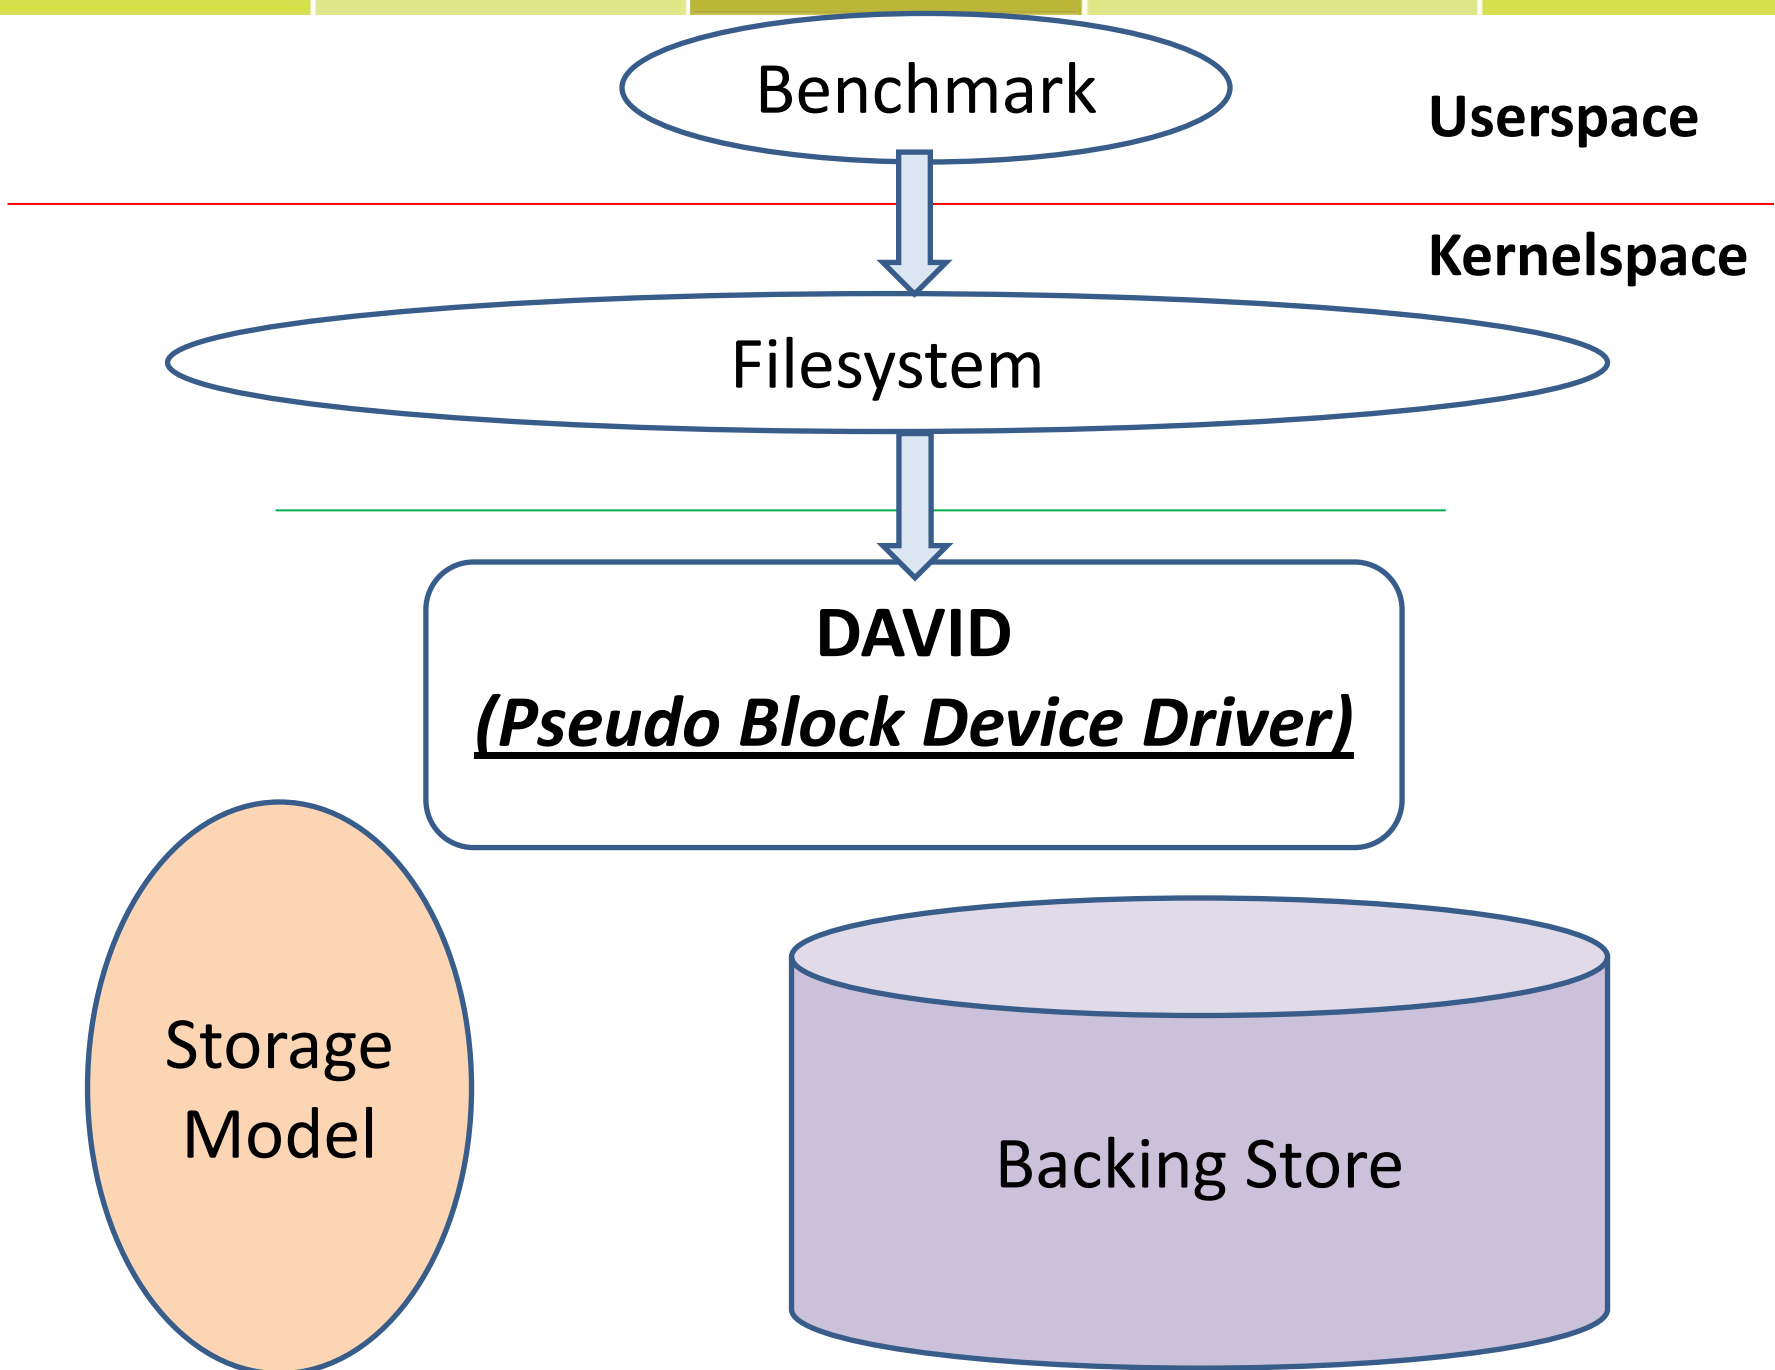 Benchmark
Userspace
Kernelspace
Filesystem
DAVID
(Pseudo Block Device Driver)
Storage
Model
Backing Store